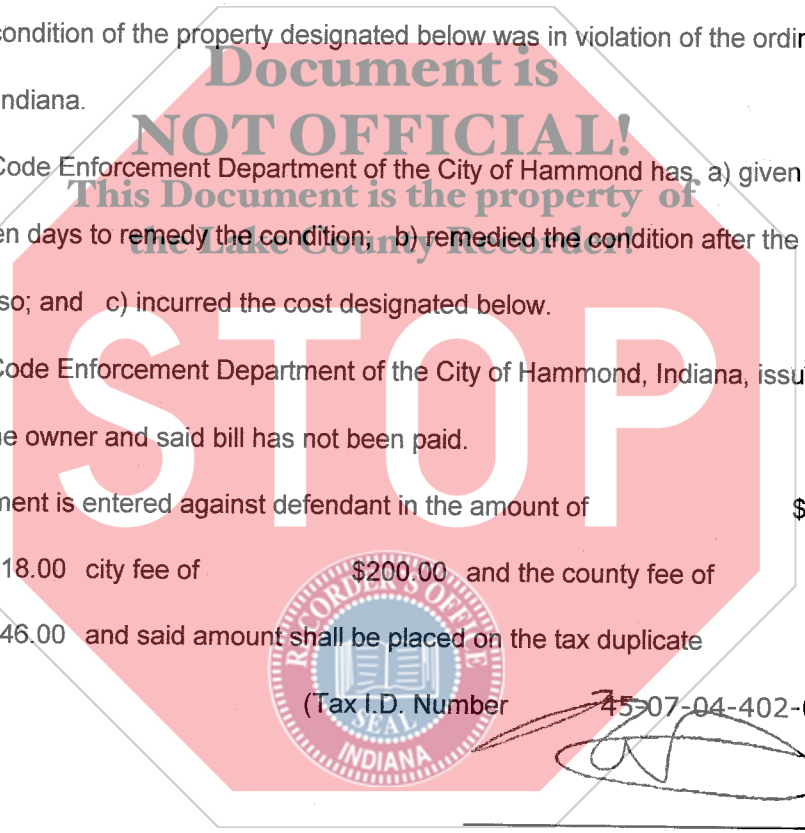 condition of the property designated below was in violation of the ordin
Document is
ndiana.
NOT OFFICIAL!
Code Enforcement Department of the City of Hammond has, a) given
This Document is the property of
en days to remedy the condition; b) remedied the condition after the
the Lake County Recorder!
so; and c) incurred the cost designated below.
STOP
Code Enforcement Department of the City of Hammond, Indiana, issu
e owner and said bill has not been paid.
ment is entered against defendant in the amount of $
18.00 city fee of $200.00 and the county fee of
46.00 and said amount shall be placed on the tax duplicate
RECORDER'S OFFICE
(Tax I.D. Number 45-07-04-402-
SEAL
INDIANA